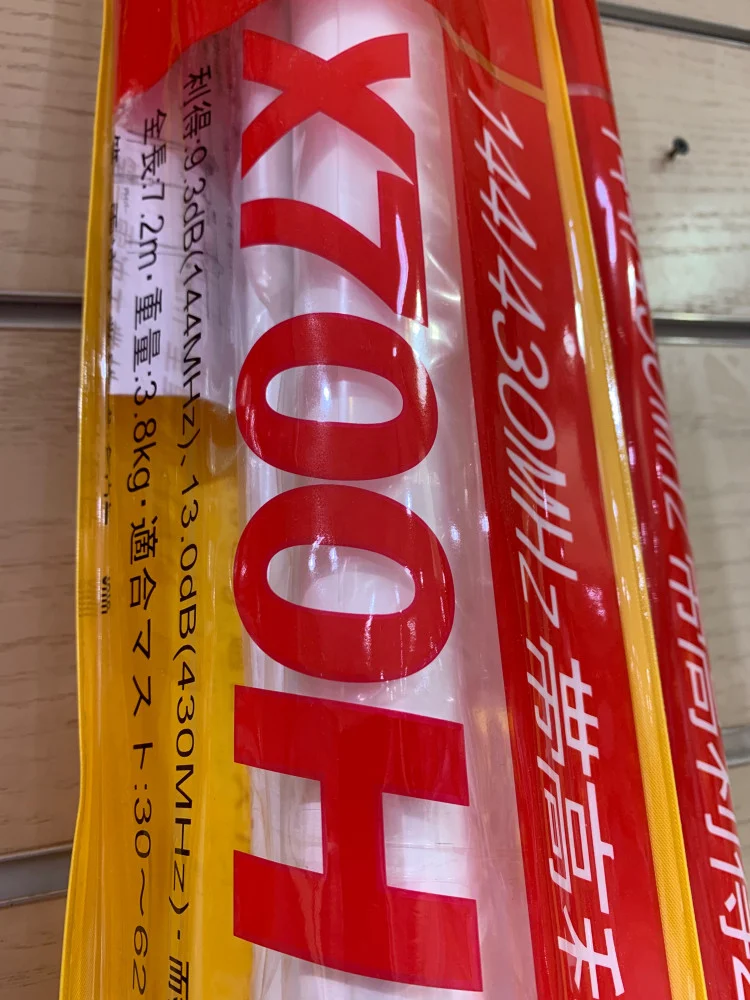 144/430MHz帯高利
X700H
利得:9.3dB(144MHz)、13.0dB(430MHz)・耐
全長:7.2m・重量:3.8kg・適合マスト:30〜62